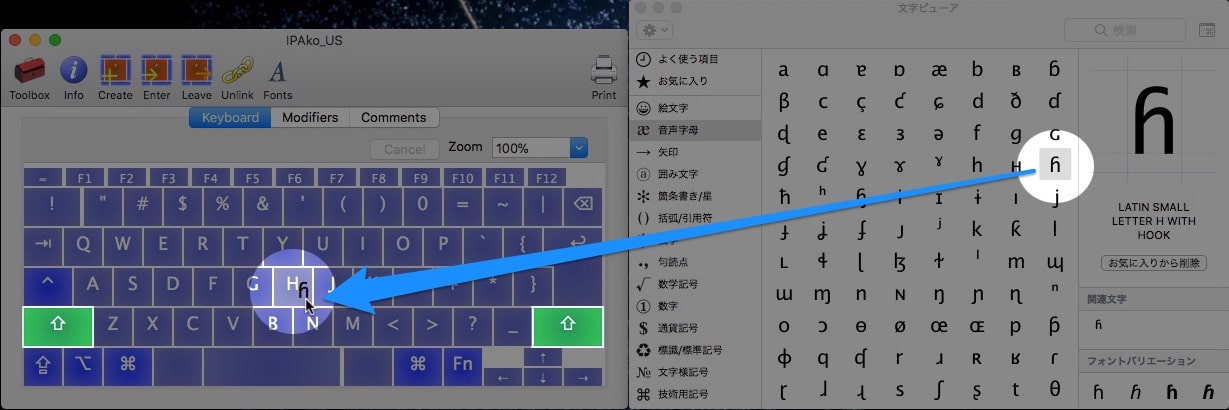 IPAko_US
Toolbox Info Create Enter Leave Unlink Fonts Print
Keyboard Modifiers Comments
Cancel Zoom 100%
= F1 F2 F3 F4 F5 F6 F7 F8 F9 F10 F11 F12
! " # $ % & ' ( ) 0 = ~ | ⌫
⇥ Q W E R T Y U I O P ` {
^ A S D F G H J * }
ɦ
⇧ Z X C V B N M < > ? _ ⇧
⇪ ⌥ ⌘ ⌘ Fn ⇡
⇠ ⇣ ⇢
文字ビューア
検索
よく使う項目
お気に入り
絵文字
æ 音声字母
→ 矢印
ⓐ 囲み文字
箇条書き/星
() 括弧/引用符
句読点
√ 数学記号
数字
$ 通貨記号
標識/標準記号
№ 文字様記号
⌘ 技術用記号
a ɑ ɐ ɒ æ b ʙ ɓ
β c ç ƈ ɕ d ð ɗ
ɖ e ɛ ɜ ə f ɡ ɢ
ɠ ʛ ɣ ɤ ˠ h ʜ ɦ
ħ ʰ ɧ i ɪ ɨ ı j
ɟ ʝ ʄ ᴊ ʲ k ƙ l
ʟ ɬ ɭ ɮ ɫ ˡ m ɰ
ɯ ɱ n ɴ ŋ ɲ ɳ ⁿ
o ɔ ɵ ø œ ɶ p ƥ
ɸ q ʠ r ɹ ʀ ɾ
ɽ ɹ ɻ s ʃ ʂ t θ
ɦ
LATIN SMALL
LETTER H WITH
HOOK
お気に入りから削除
関連文字
ɦ
フォントバリエーション
ɦ ɦ ɦ ɦ